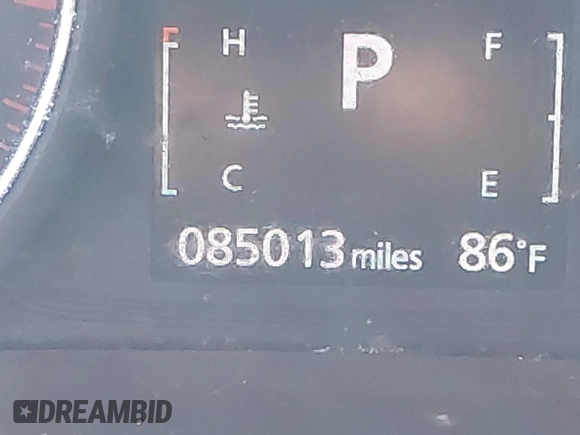 H P F
C E
085013 miles 86°F
DREAMBID